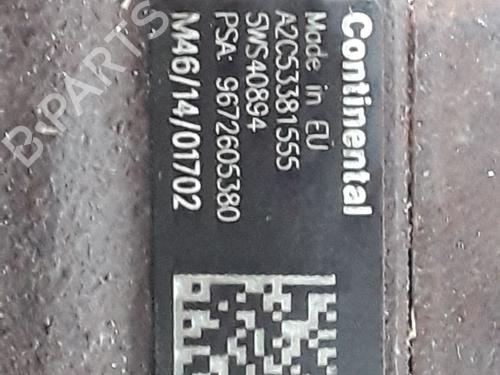 Continental
Made in EU
A2C53381555
5WS40894
PSA: 9672605380
M46/14/01702
B-PARTS